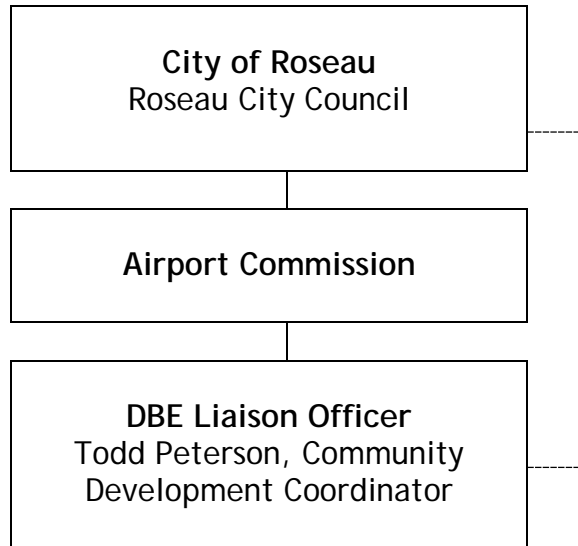 City of Roseau
Roseau City Council
Airport Commission
DBE Liaison Officer
Todd Peterson, Community
Development Coordinator